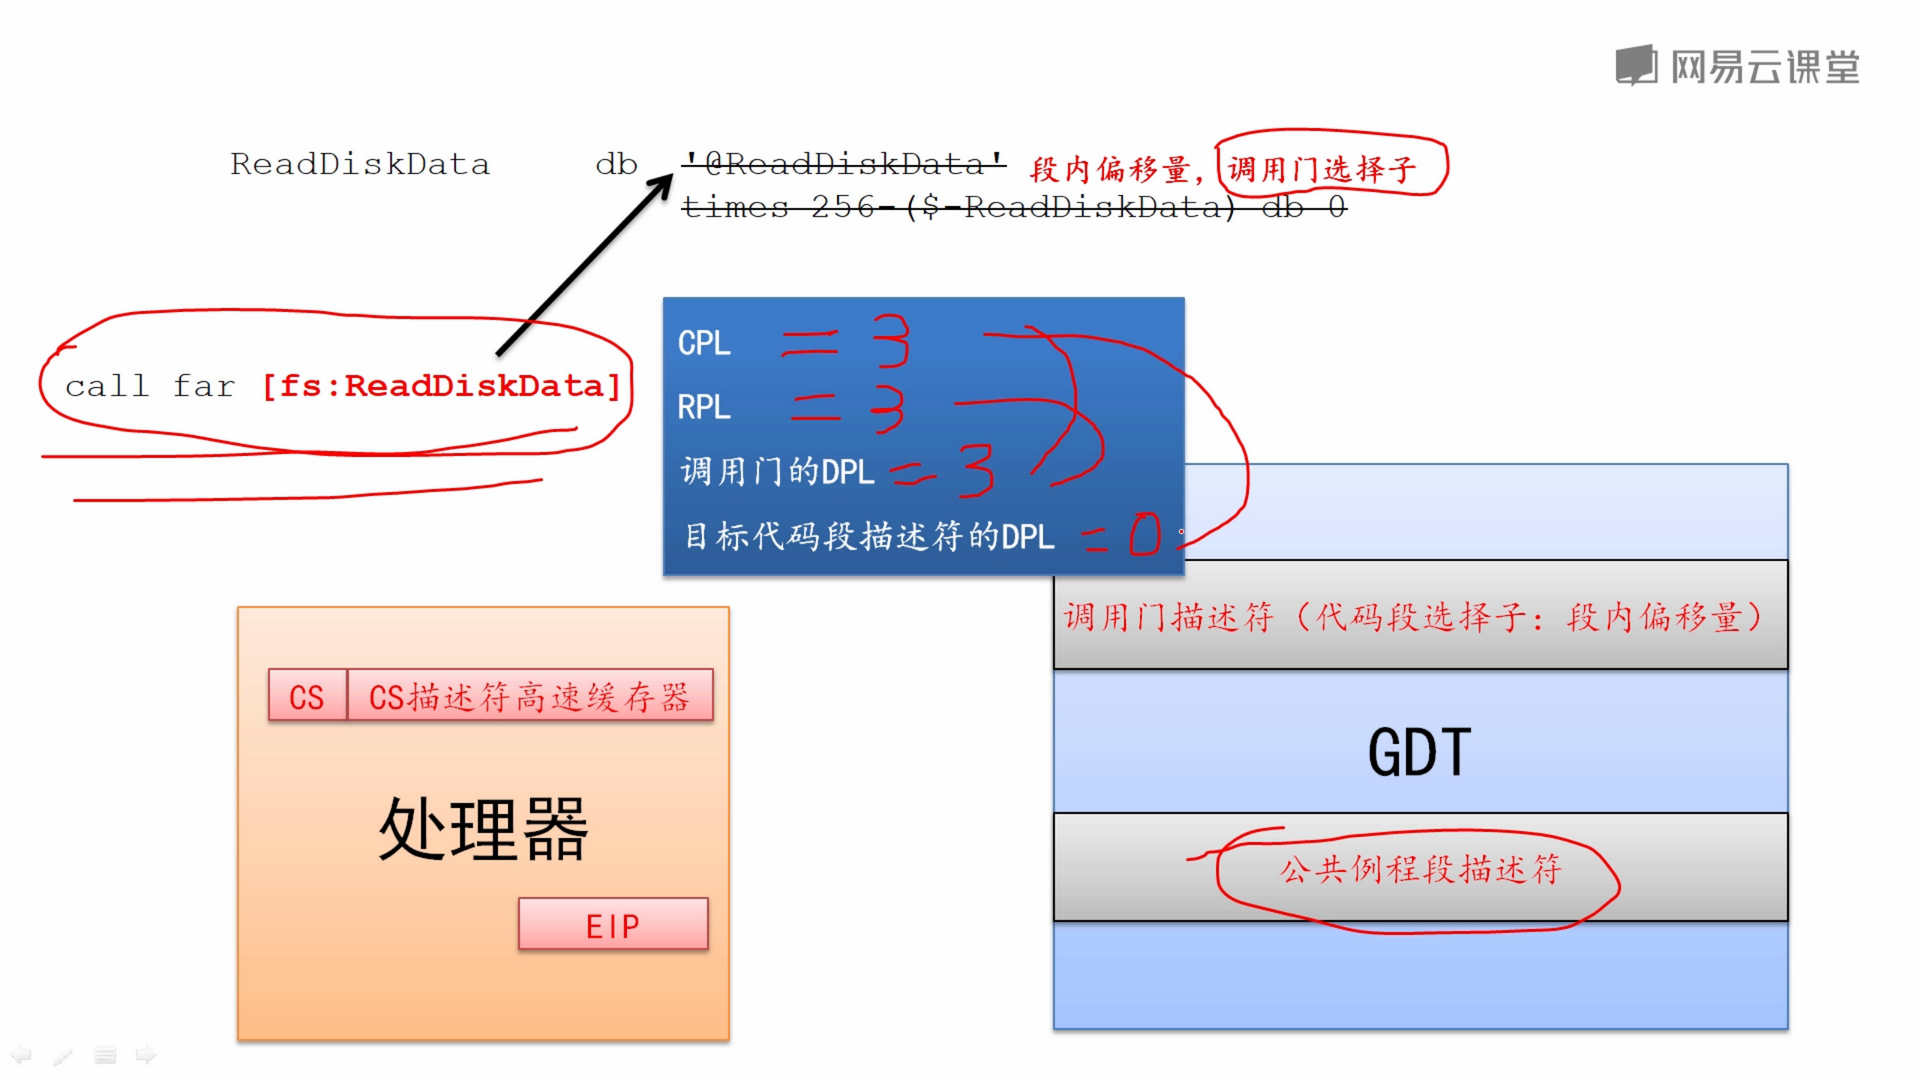 网易云课堂
ReadDiskData db '@ReadDiskData' 段内偏移量，调用门选择子
times 256-($-ReadDiskData) db 0
call far [fs:ReadDiskData]
CPL = 3
RPL = 3
调用门的DPL = 3
目标代码段描述符的DPL = 0
调用门描述符（代码段选择子：段内偏移量）
CS CS描述符高速缓存器
GDT
处理器
公共例程段描述符
EIP